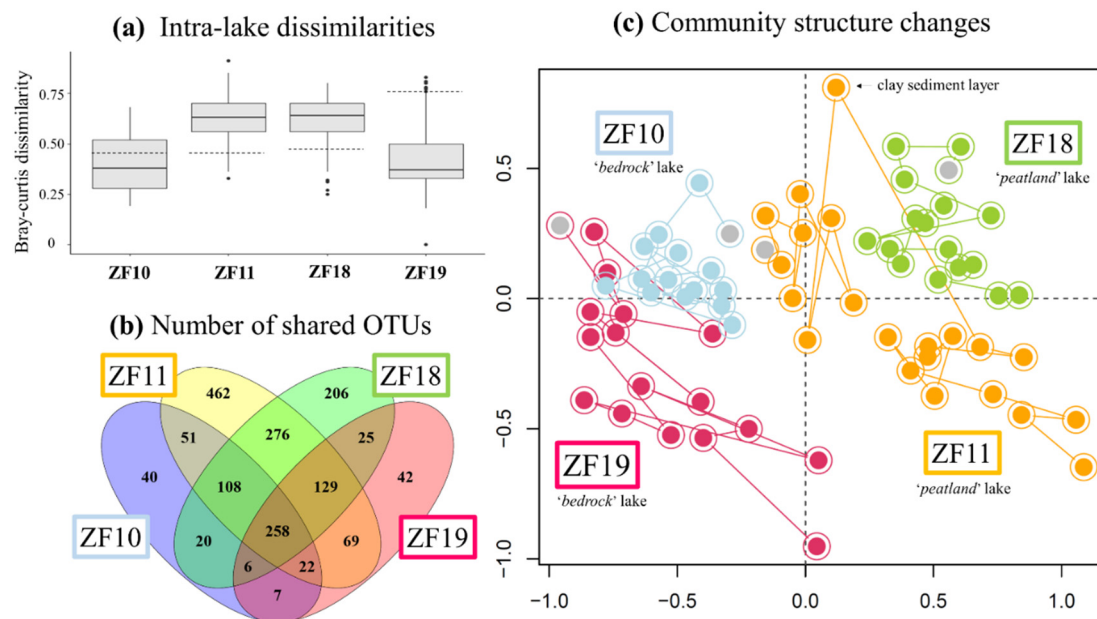 (a) Intra-lake dissimilarities
Bray-curtis dissimilarity
0.75
0.50
0.25
0
ZF10 ZF11 ZF18 ZF19
(b) Number of shared OTUs
ZF11
ZF18
462
206
51
276
25
40
108
129
42
ZF10
258
ZF19
20
69
6
22
7
(c) Community structure changes
clay sediment layer
ZF10
'bedrock' lake
ZF18
'peatland' lake
ZF19
'bedrock' lake
ZF11
'peatland' lake
0.5
0.0
−0.5
−1.0
−1.0 −0.5 0.0 0.5 1.0